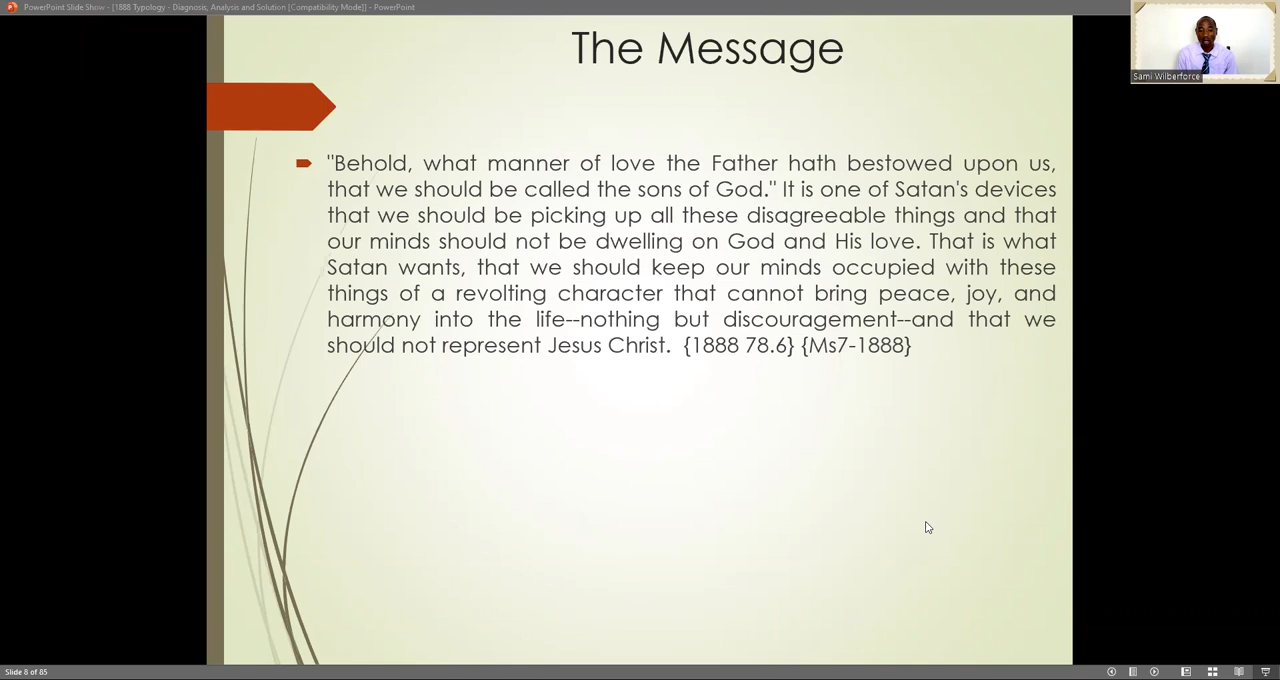 PowerPoint Slide Show - [1888 Typology - Diagnosis, Analysis and Solution [Compatibility Mode]] - PowerPoint
Sami Wilberforce
The Message
"Behold, what manner of love the Father hath bestowed upon us,
that we should be called the sons of God." It is one of Satan's devices
that we should be picking up all these disagreeable things and that
our minds should not be dwelling on God and His love. That is what
Satan wants, that we should keep our minds occupied with these
things of a revolting character that cannot bring peace, joy, and
harmony into the life--nothing but discouragement--and that we
should not represent Jesus Christ. {1888 78.6} {Ms7-1888}
Slide 8 of 85